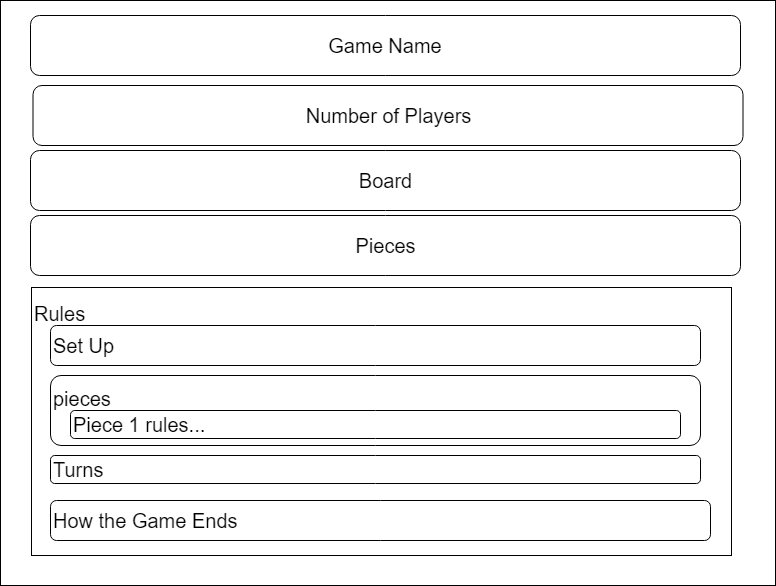 Game Name
Number of Players
Board
Pieces
Rules
Set Up
pieces
Piece 1 rules...
Turns
How the Game Ends